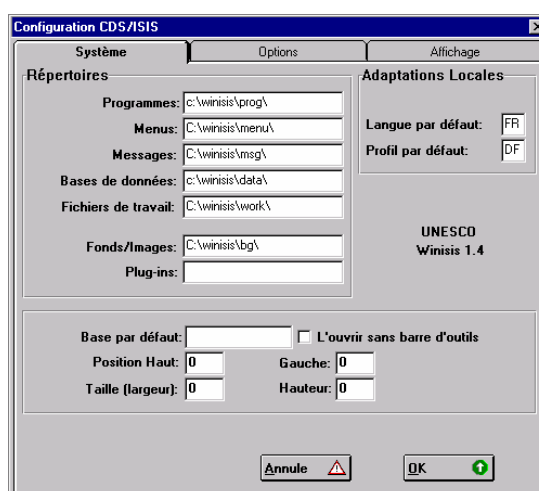 Configuration CDS/ISIS
Système Options Affichage
Répertoires
Programmes: c:\winisis\prog\
Menus: C:\winisis\menu\
Messages: C:\winisis\msg\
Bases de données: c:\winisis\data\
Fichiers de travail: C:\winisis\work\
Fonds/Images: C:\winisis\bg\
Plug-ins:
Adaptations Locales
Langue par défaut: FR
Profil par défaut: DF
UNESCO
Winisis 1.4
Base par défaut: L'ouvrir sans barre d'outils
Position Haut: 0 Gauche: 0
Taille (largeur): 0 Hauteur: 0
Annule OK